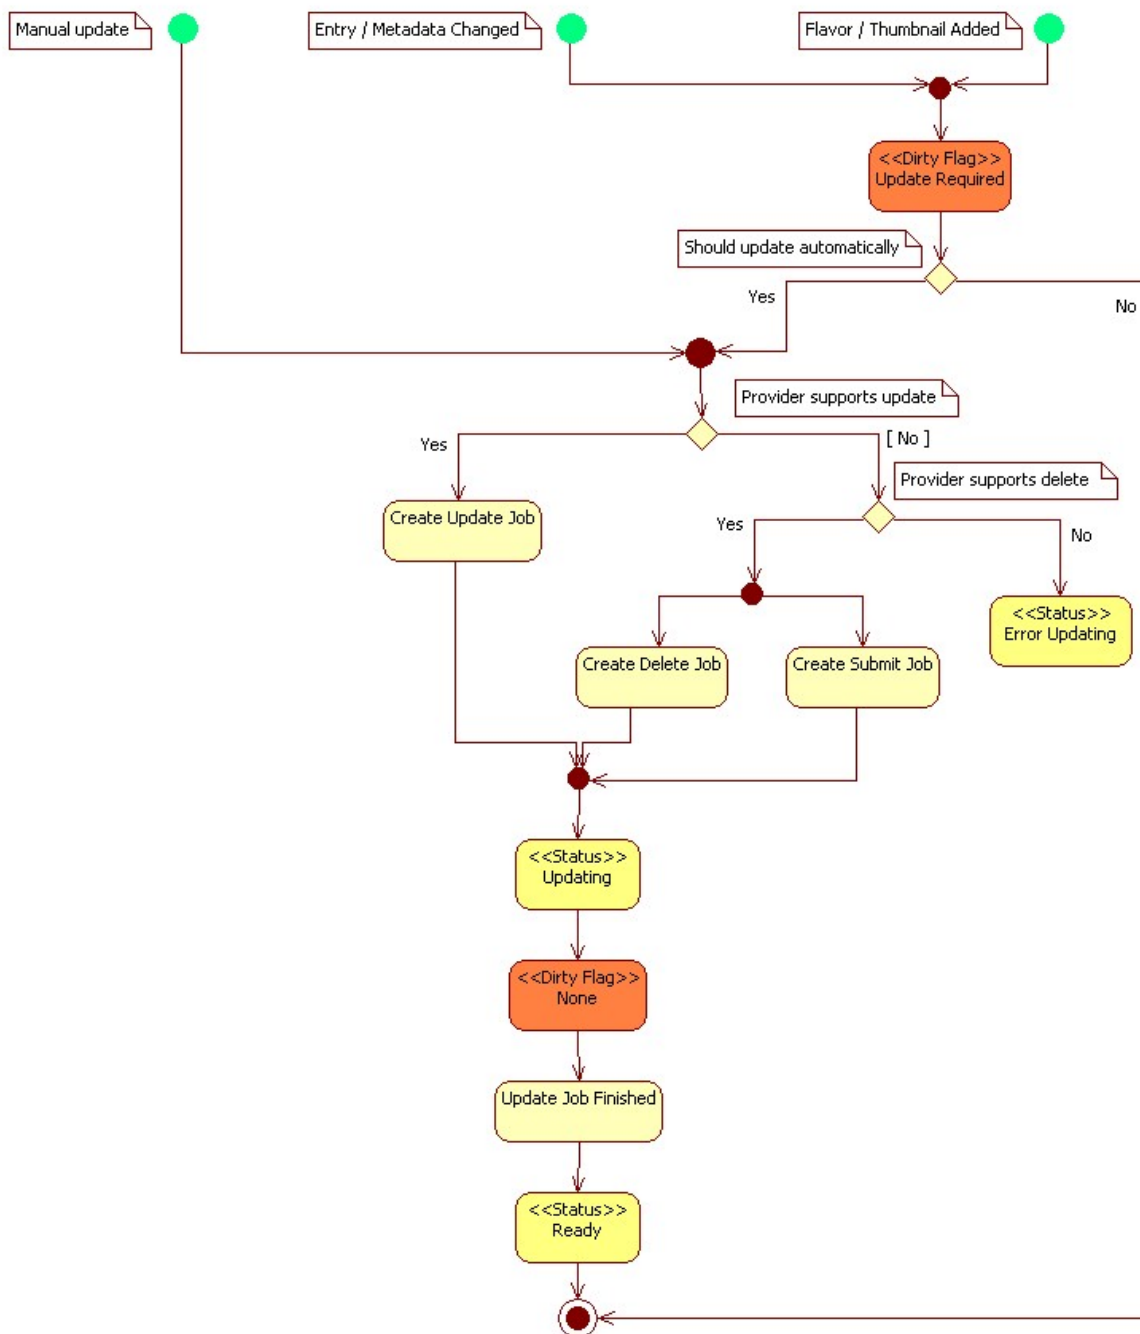 Manual update
Entry / Metadata Changed
Flavor / Thumbnail Added
<<Dirty Flag>>
Update Required
Should update automatically
Yes
No
Provider supports update
Yes
[ No ]
Provider supports delete
Create Update Job
Yes
No
<<Status>>
Error Updating
Create Delete Job
Create Submit Job
<<Status>>
Updating
<<Dirty Flag>>
None
Update Job Finished
<<Status>>
Ready